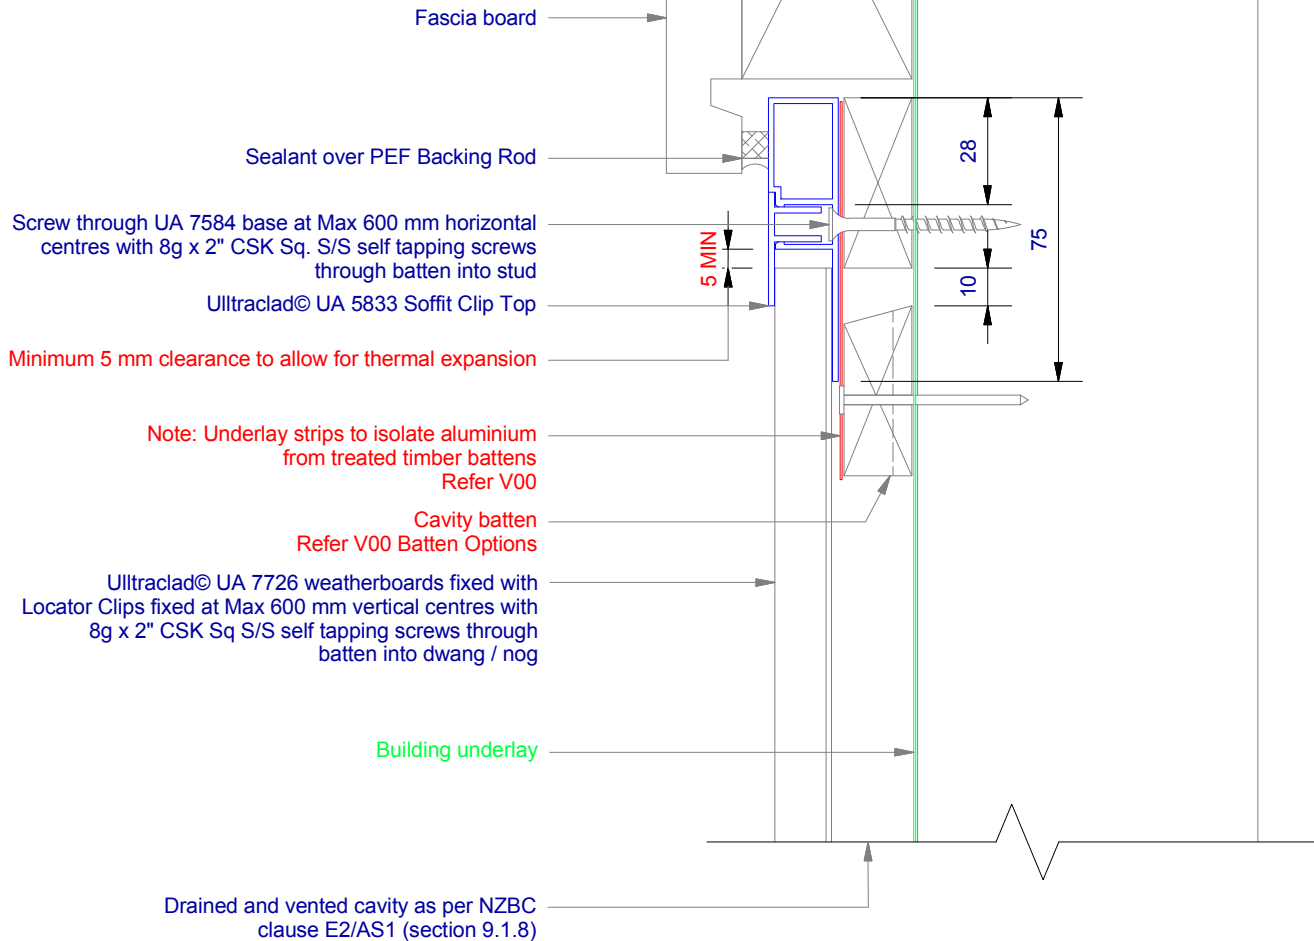 Fascia board
Sealant over PEF Backing Rod
Screw through UA 7584 base at Max 600 mm horizontal
centres with 8g x 2" CSK Sq. S/S self tapping screws
through batten into stud
Ulltraclad© UA 5833 Soffit Clip Top
Minimum 5 mm clearance to allow for thermal expansion
Note: Underlay strips to isolate aluminium
from treated timber battens
Refer V00
Cavity batten
Refer V00 Batten Options
Ulltraclad© UA 7726 weatherboards fixed with
Locator Clips fixed at Max 600 mm vertical centres with
8g x 2" CSK Sq S/S self tapping screws through
batten into dwang / nog
Building underlay
Drained and vented cavity as per NZBC
clause E2/AS1 (section 9.1.8)
5 MIN
28
75
10